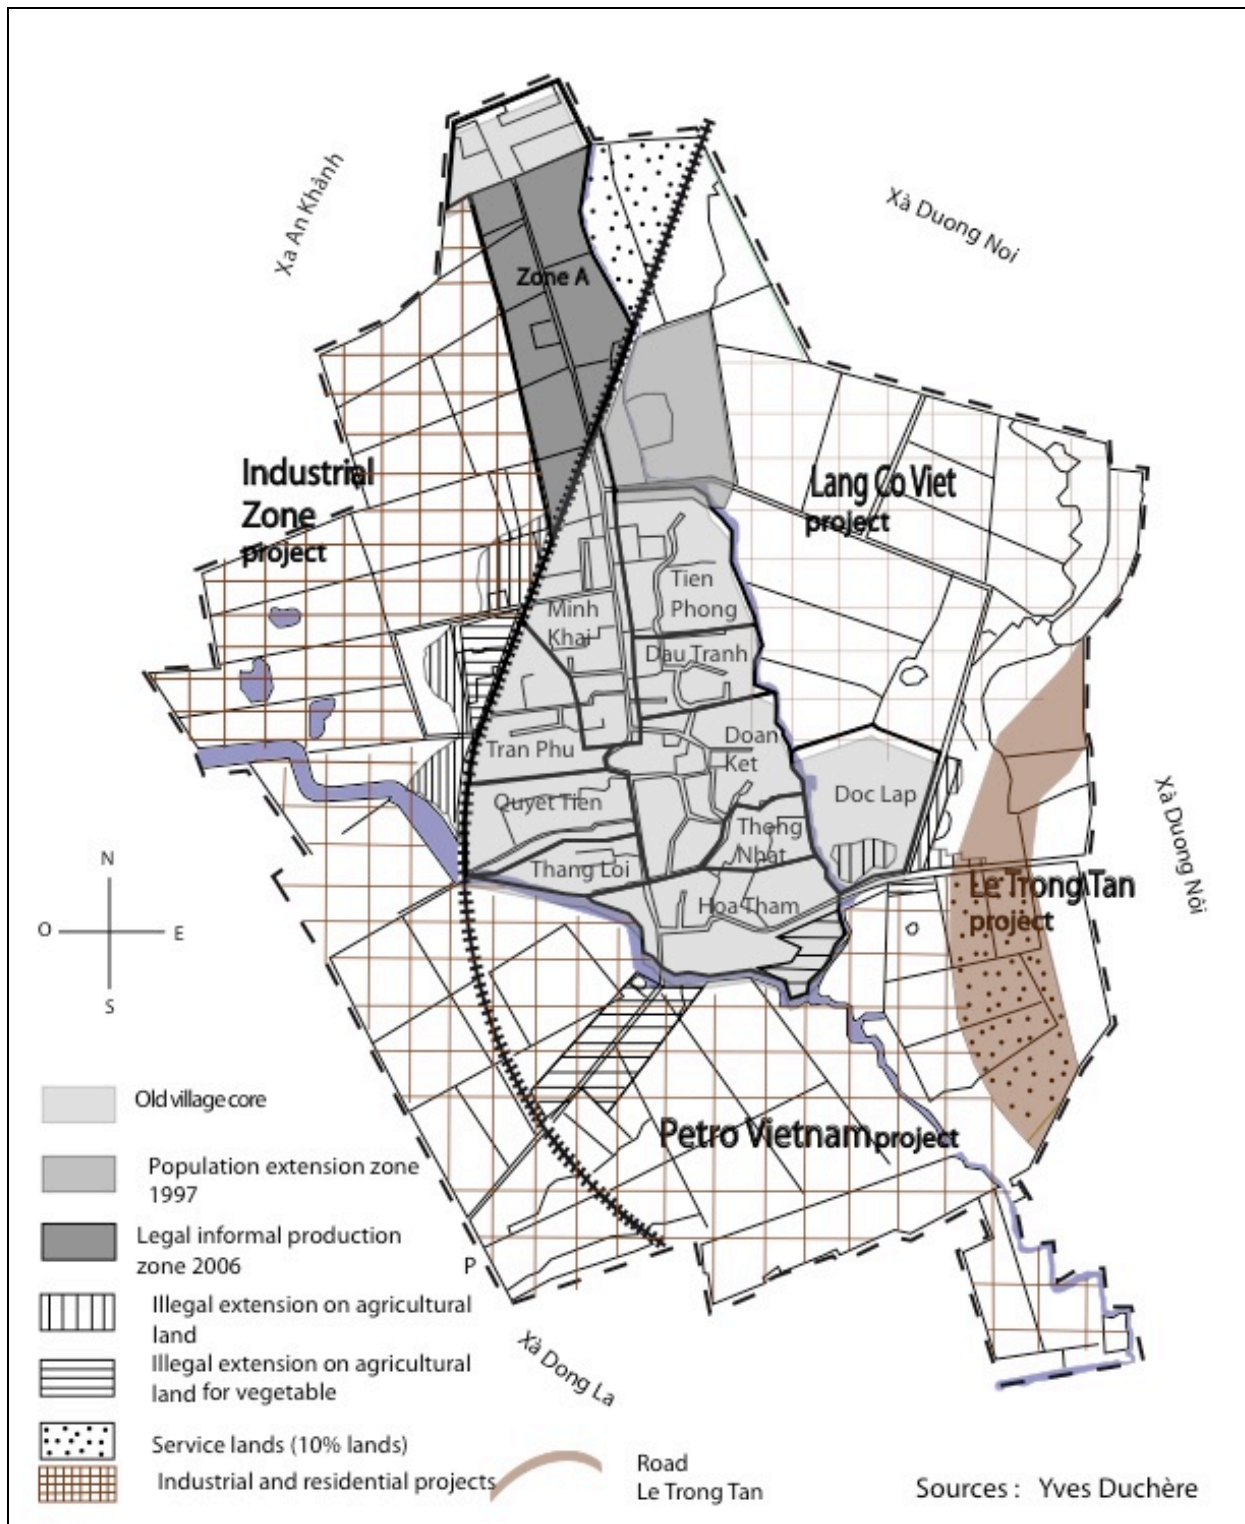 Xa An Khânh
Xà Duong Noi
Zone A
Industrial
Zone
project
Lang Co Viet
project
Tien
Phong
Minh
Khai
Dau Tranh
Doan
Ket
Tran Phu
Doc Lap
Quyet Tien
Thong
Nhat
Thang Loi
Hoa Tham
Xà Duong Nôi
Le Trong Tan
project
N
O
E
S
Petro Vietnam project
P
Xà Dong La
Old village core
Population extension zone
1997
Legal informal production
zone 2006
Illegal extension on agricultural
land
Illegal extension on agricultural
land for vegetable
Service lands (10% lands)
Industrial and residential projects
Road
Le Trong Tan
Sources : Yves Duchère